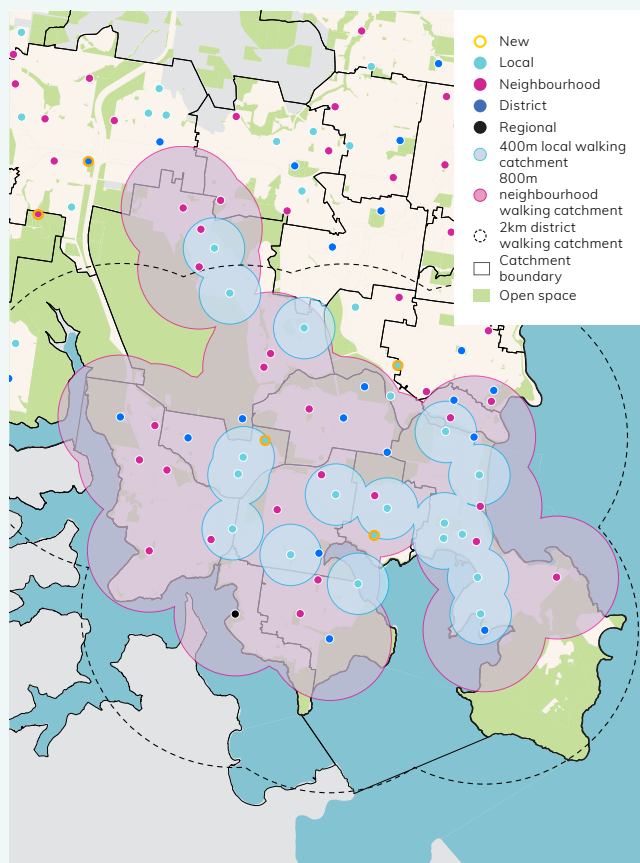 New
Local
Neighbourhood
District
Regional
400m local walking
catchment
800m
neighbourhood
walking catchment
2km district
walking catchment
Catchment
boundary
Open space